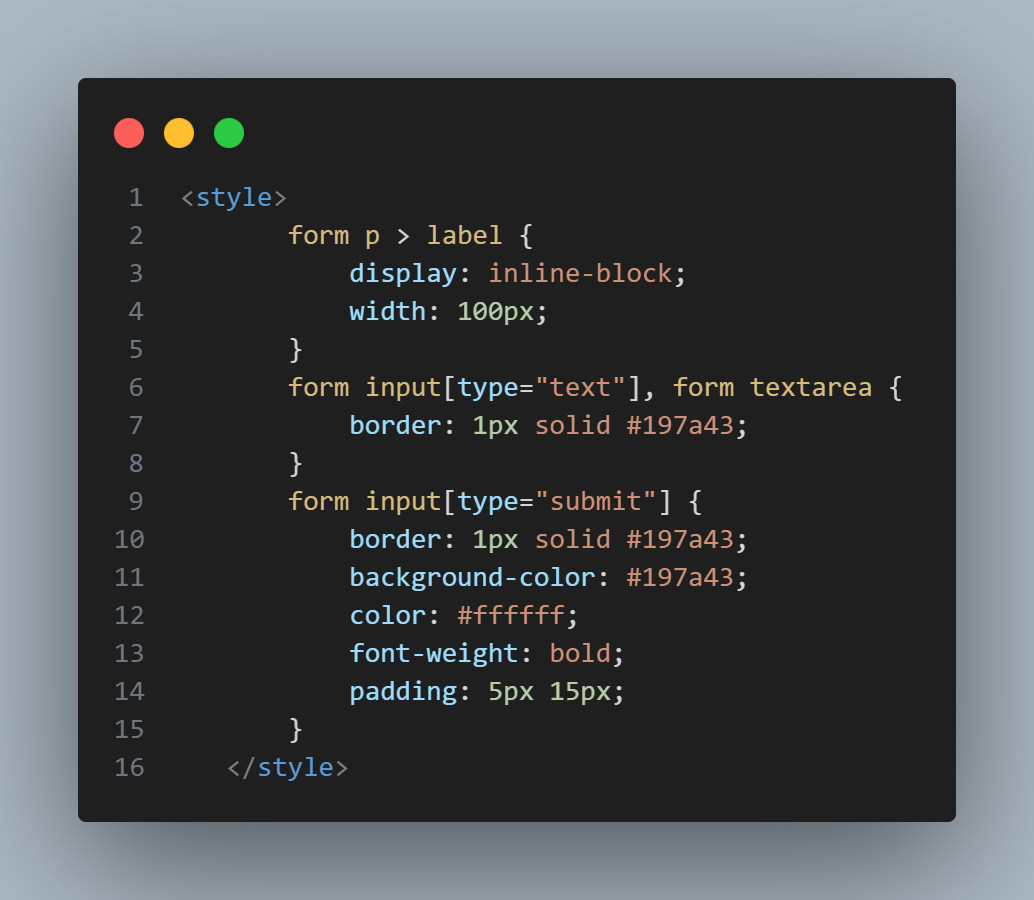 1 <style>
2 form p > label {
3 display: inline-block;
4 width: 100px;
5 }
6 form input[type="text"], form textarea {
7 border: 1px solid #197a43;
8 }
9 form input[type="submit"] {
10 border: 1px solid #197a43;
11 background-color: #197a43;
12 color: #ffffff;
13 font-weight: bold;
14 padding: 5px 15px;
15 }
16 </style>